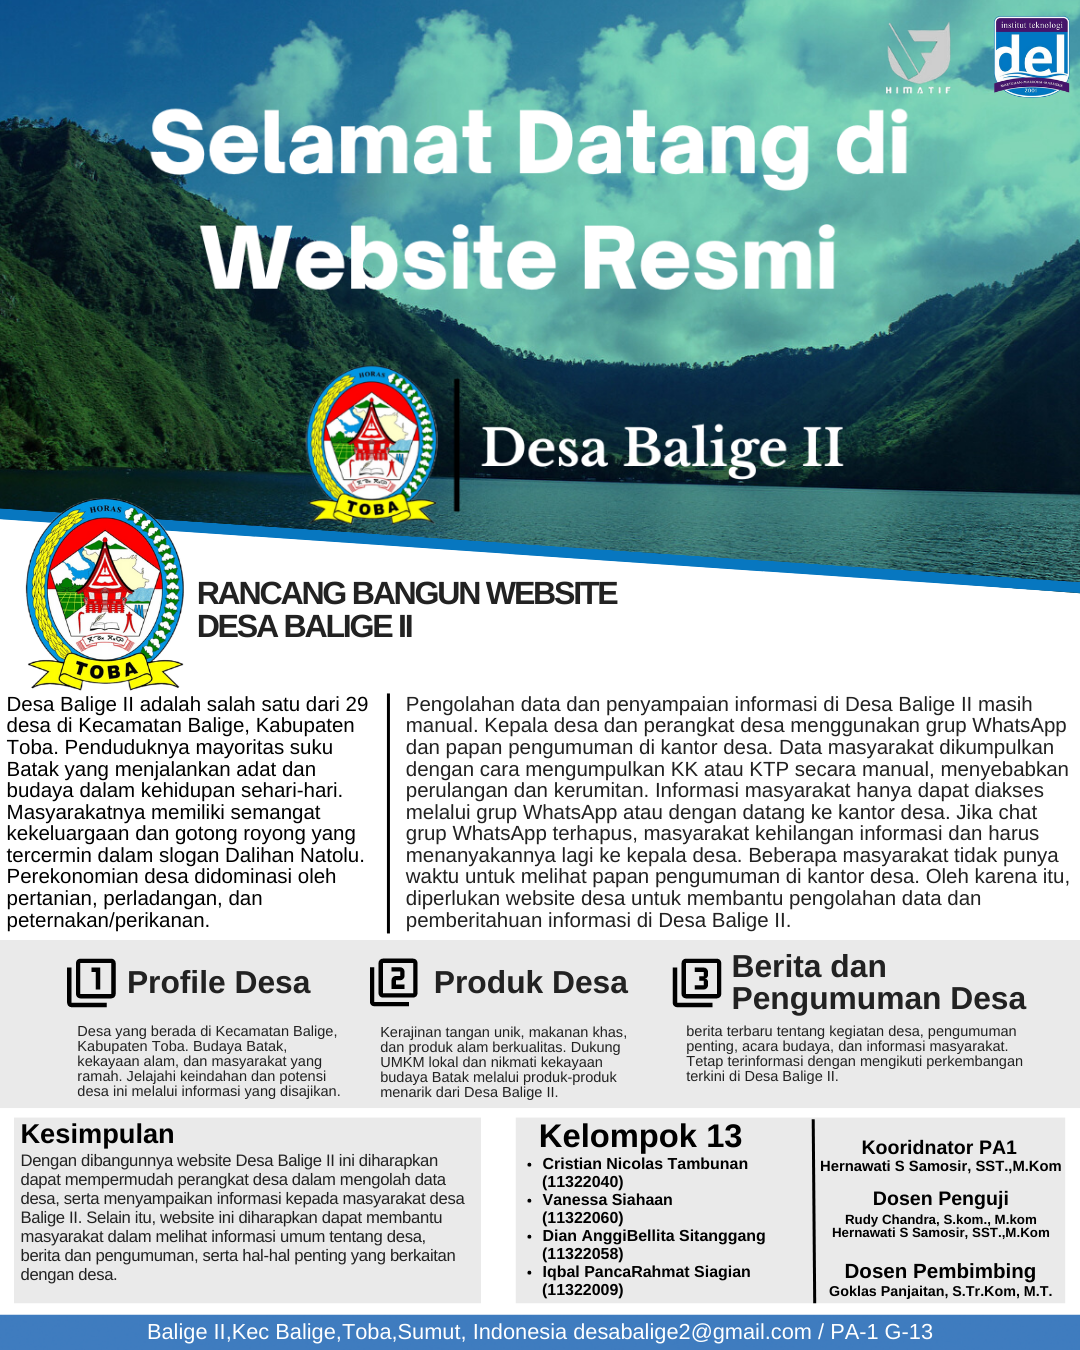 institut teknologi
del
2001
HIMATIF
Selamat Datang di
Website Resmi
HORAS
TOBA
Desa Balige II
HORAS
TOBA
RANCANG BANGUN WEBSITE
DESA BALIGE II
Desa Balige II adalah salah satu dari 29
desa di Kecamatan Balige, Kabupaten
Toba. Penduduknya mayoritas suku
Batak yang menjalankan adat dan
budaya dalam kehidupan sehari-hari.
Masyarakatnya memiliki semangat
kekeluargaan dan gotong royong yang
tercermin dalam slogan Dalihan Natolu.
Perekonomian desa didominasi oleh
pertanian, perladangan, dan
peternakan/perikanan.
Pengolahan data dan penyampaian informasi di Desa Balige II masih
manual. Kepala desa dan perangkat desa menggunakan grup WhatsApp
dan papan pengumuman di kantor desa. Data masyarakat dikumpulkan
dengan cara mengumpulkan KK atau KTP secara manual, menyebabkan
perulangan dan kerumitan. Informasi masyarakat hanya dapat diakses
melalui grup WhatsApp atau dengan datang ke kantor desa. Jika chat
grup WhatsApp terhapus, masyarakat kehilangan informasi dan harus
menanyakannya lagi ke kepala desa. Beberapa masyarakat tidak punya
waktu untuk melihat papan pengumuman di kantor desa. Oleh karena itu,
diperlukan website desa untuk membantu pengolahan data dan
pemberitahuan informasi di Desa Balige II.
1 Profile Desa
Desa yang berada di Kecamatan Balige,
Kabupaten Toba. Budaya Batak,
kekayaan alam, dan masyarakat yang
ramah. Jelajahi keindahan dan potensi
desa ini melalui informasi yang disajikan.
2 Produk Desa
Kerajinan tangan unik, makanan khas,
dan produk alam berkualitas. Dukung
UMKM lokal dan nikmati kekayaan
budaya Batak melalui produk-produk
menarik dari Desa Balige II.
3 Berita dan
Pengumuman Desa
berita terbaru tentang kegiatan desa, pengumuman
penting, acara budaya, dan informasi masyarakat.
Tetap terinformasi dengan mengikuti perkembangan
terkini di Desa Balige II.
Kesimpulan
Dengan dibangunnya website Desa Balige II ini diharapkan
dapat mempermudah perangkat desa dalam mengolah data
desa, serta menyampaikan informasi kepada masyarakat desa
Balige II. Selain itu, website ini diharapkan dapat membantu
masyarakat dalam melihat informasi umum tentang desa,
berita dan pengumuman, serta hal-hal penting yang berkaitan
dengan desa.
Kelompok 13
• Cristian Nicolas Tambunan
(11322040)
• Vanessa Siahaan
(11322060)
• Dian AnggiBellita Sitanggang
(11322058)
• Iqbal PancaRahmat Siagian
(11322009)
Kooridnator PA1
Hernawati S Samosir, SST.,M.Kom
Dosen Penguji
Rudy Chandra, S.kom., M.kom
Hernawati S Samosir, SST.,M.Kom
Dosen Pembimbing
Goklas Panjaitan, S.Tr.Kom, M.T.
Balige II,Kec Balige,Toba,Sumut, Indonesia desabalige2@gmail.com / PA-1 G-13